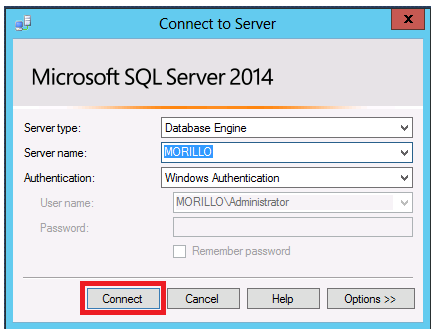 Connect to Server
Microsoft SQL Server 2014
Server type: Database Engine
Server name: MORILLO
Authentication: Windows Authentication
User name: MORILLO\Administrator
Password:
Remember password
Connect Cancel Help Options >>